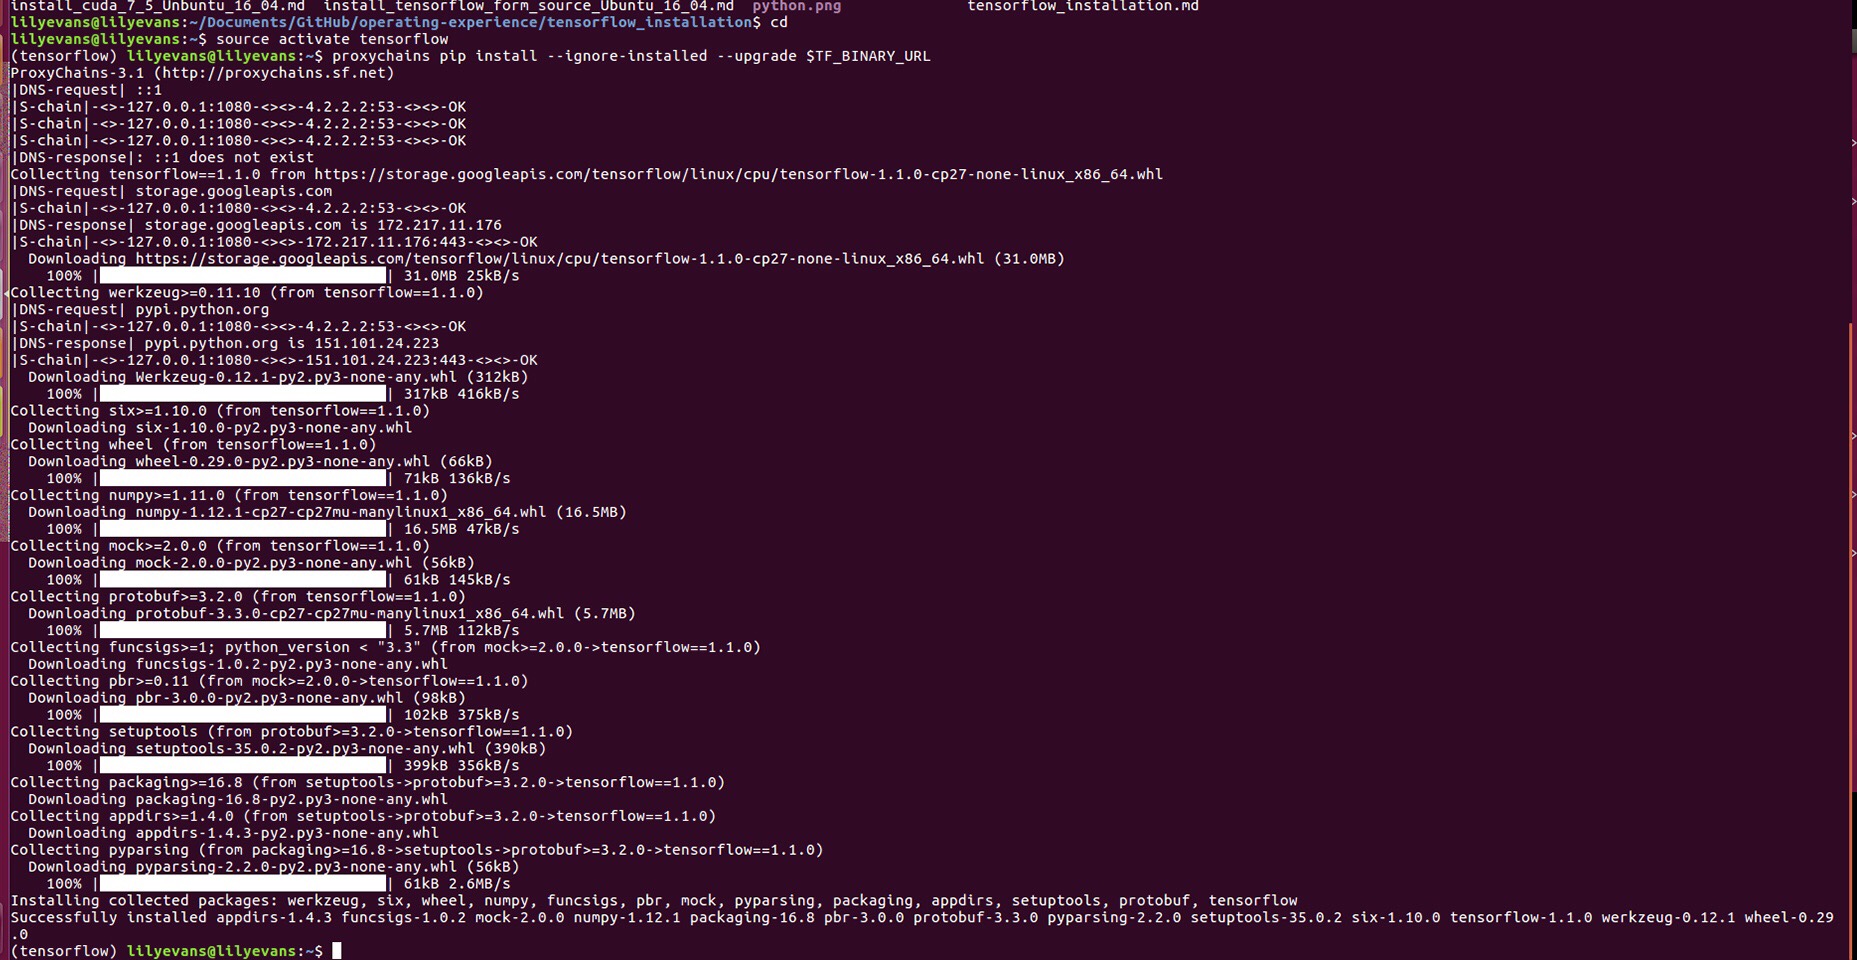 install_cuda_7_5_Unbuntu_16_04.md  install_tensorflow_form_source_Ubuntu_16_04.md  python.png  tensorflow_installation.md
lilyevans@lilyevans:~/Documents/GitHub/operating-experience/tensorflow_installation$ cd
lilyevans@lilyevans:~$ source activate tensorflow
(tensorflow) lilyevans@lilyevans:~$ proxychains pip install --ignore-installed --upgrade $TF_BINARY_URL
ProxyChains-3.1 (http://proxychains.sf.net)
|DNS-request| ::1
|S-chain|-<>-127.0.0.1:1080-<><>-4.2.2.2:53-<><>-OK
|S-chain|-<>-127.0.0.1:1080-<><>-4.2.2.2:53-<><>-OK
|S-chain|-<>-127.0.0.1:1080-<><>-4.2.2.2:53-<><>-OK
|DNS-response|: ::1 does not exist
Collecting tensorflow==1.1.0 from https://storage.googleapis.com/tensorflow/linux/cpu/tensorflow-1.1.0-cp27-none-linux_x86_64.whl
|DNS-request| storage.googleapis.com
|S-chain|-<>-127.0.0.1:1080-<><>-4.2.2.2:53-<><>-OK
|DNS-response| storage.googleapis.com is 172.217.11.176
|S-chain|-<>-127.0.0.1:1080-<><>-172.217.11.176:443-<><>-OK
  Downloading https://storage.googleapis.com/tensorflow/linux/cpu/tensorflow-1.1.0-cp27-none-linux_x86_64.whl (31.0MB)
    100% |                                | 31.0MB 25kB/s
Collecting werkzeug>=0.11.10 (from tensorflow==1.1.0)
|DNS-request| pypi.python.org
|S-chain|-<>-127.0.0.1:1080-<><>-4.2.2.2:53-<><>-OK
|DNS-response| pypi.python.org is 151.101.24.223
|S-chain|-<>-127.0.0.1:1080-<><>-151.101.24.223:443-<><>-OK
  Downloading Werkzeug-0.12.1-py2.py3-none-any.whl (312kB)
    100% |                                | 317kB 416kB/s
Collecting six>=1.10.0 (from tensorflow==1.1.0)
  Downloading six-1.10.0-py2.py3-none-any.whl
Collecting wheel (from tensorflow==1.1.0)
  Downloading wheel-0.29.0-py2.py3-none-any.whl (66kB)
    100% |                                | 71kB 136kB/s
Collecting numpy>=1.11.0 (from tensorflow==1.1.0)
  Downloading numpy-1.12.1-cp27-cp27mu-manylinux1_x86_64.whl (16.5MB)
    100% |                                | 16.5MB 47kB/s
Collecting mock>=2.0.0 (from tensorflow==1.1.0)
  Downloading mock-2.0.0-py2.py3-none-any.whl (56kB)
    100% |                                | 61kB 145kB/s
Collecting protobuf>=3.2.0 (from tensorflow==1.1.0)
  Downloading protobuf-3.3.0-cp27-cp27mu-manylinux1_x86_64.whl (5.7MB)
    100% |                                | 5.7MB 112kB/s
Collecting funcsigs>=1; python_version < "3.3" (from mock>=2.0.0->tensorflow==1.1.0)
  Downloading funcsigs-1.0.2-py2.py3-none-any.whl
Collecting pbr>=0.11 (from mock>=2.0.0->tensorflow==1.1.0)
  Downloading pbr-3.0.0-py2.py3-none-any.whl (98kB)
    100% |                                | 102kB 375kB/s
Collecting setuptools (from protobuf>=3.2.0->tensorflow==1.1.0)
  Downloading setuptools-35.0.2-py2.py3-none-any.whl (390kB)
    100% |                                | 399kB 356kB/s
Collecting packaging>=16.8 (from setuptools->protobuf>=3.2.0->tensorflow==1.1.0)
  Downloading packaging-16.8-py2.py3-none-any.whl
Collecting appdirs>=1.4.0 (from setuptools->protobuf>=3.2.0->tensorflow==1.1.0)
  Downloading appdirs-1.4.3-py2.py3-none-any.whl
Collecting pyparsing (from packaging>=16.8->setuptools->protobuf>=3.2.0->tensorflow==1.1.0)
  Downloading pyparsing-2.2.0-py2.py3-none-any.whl (56kB)
    100% |                                | 61kB 2.6MB/s
Installing collected packages: werkzeug, six, wheel, numpy, funcsigs, pbr, mock, pyparsing, packaging, appdirs, setuptools, protobuf, tensorflow
Successfully installed appdirs-1.4.3 funcsigs-1.0.2 mock-2.0.0 numpy-1.12.1 packaging-16.8 pbr-3.0.0 protobuf-3.3.0 pyparsing-2.2.0 setuptools-35.0.2 six-1.10.0 tensorflow-1.1.0 werkzeug-0.12.1 wheel-0.29
.0
(tensorflow) lilyevans@lilyevans:~$